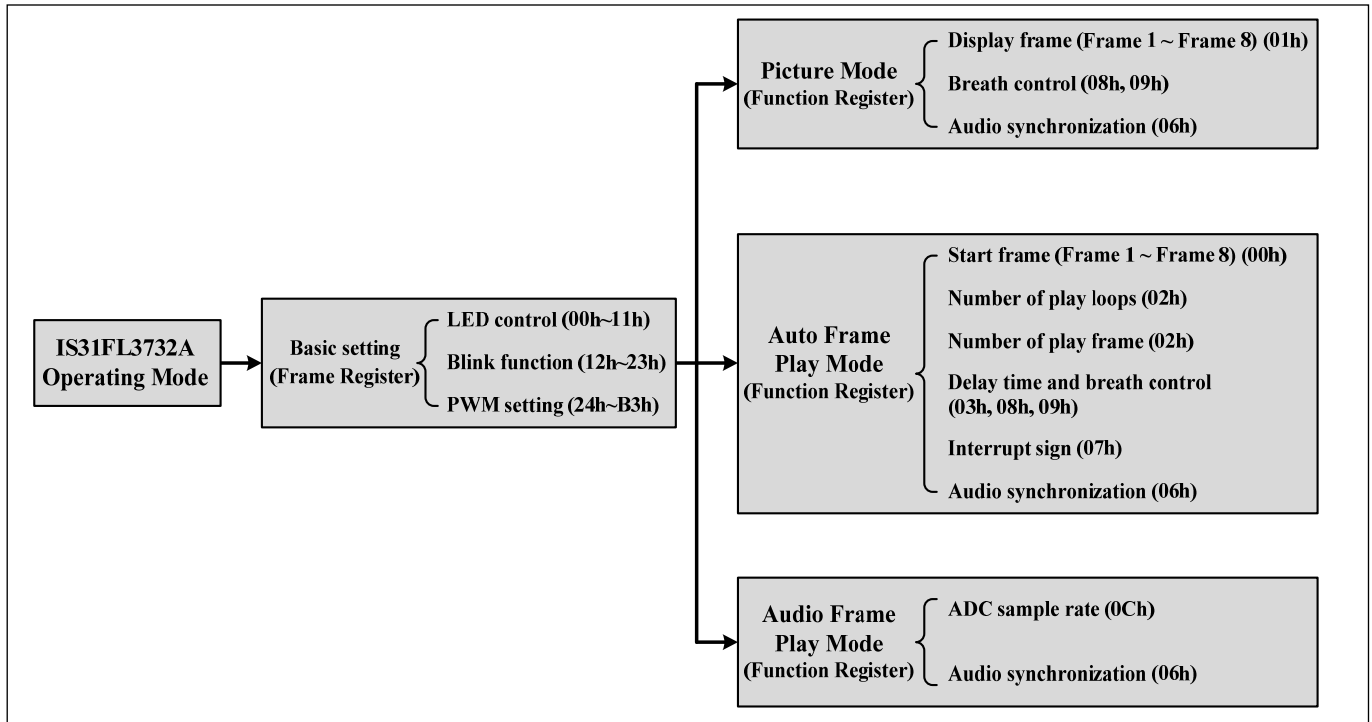 IS31FL3732A
Operating Mode
Basic setting
(Frame Register)
LED control (00h~11h)
Blink function (12h~23h)
PWM setting (24h~B3h)
Picture Mode
(Function Register)
Display frame (Frame 1 ~ Frame 8) (01h)
Breath control (08h, 09h)
Audio synchronization (06h)
Auto Frame
Play Mode
(Function Register)
Start frame (Frame 1 ~ Frame 8) (00h)
Number of play loops (02h)
Number of play frame (02h)
Delay time and breath control
(03h, 08h, 09h)
Interrupt sign (07h)
Audio synchronization (06h)
Audio Frame
Play Mode
(Function Register)
ADC sample rate (0Ch)
Audio synchronization (06h)